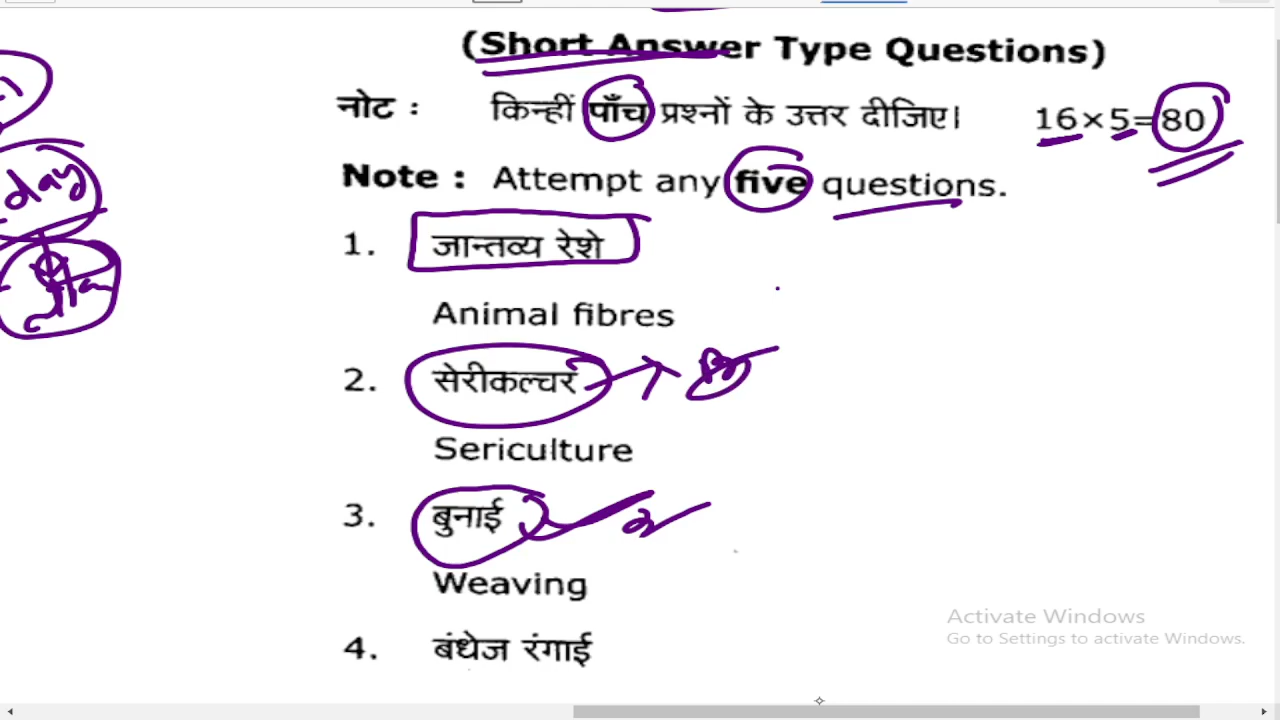 (Short Answer Type Questions)
नोट : किन्हीं पाँच प्रश्नों के उत्तर दीजिए। 16×5=80
Note : Attempt any five questions.
day
1. जान्तव्य रेशे
Animal fibres
2. सेरीकल्चर
Sericulture
3. बुनाई
Weaving
4. बंधेज रंगाई
Activate Windows
Go to Settings to activate Windows.